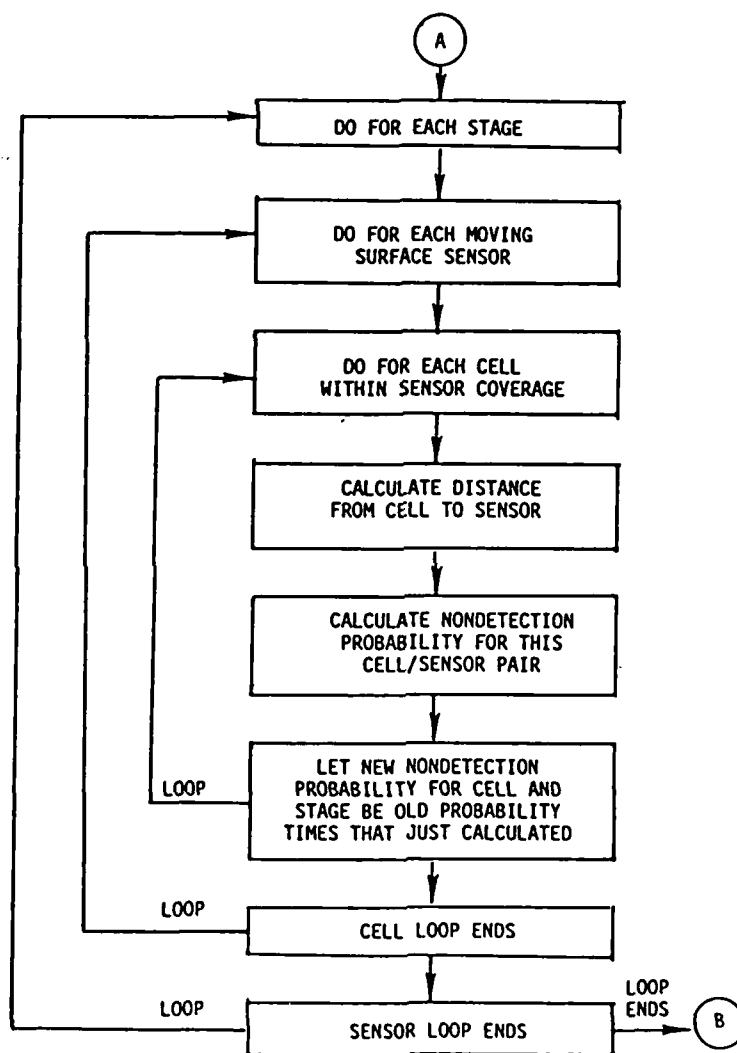 A
DO FOR EACH STAGE
DO FOR EACH MOVING
SURFACE SENSOR
DO FOR EACH CELL
WITHIN SENSOR COVERAGE
CALCULATE DISTANCE
FROM CELL TO SENSOR
CALCULATE NONDETECTION
PROBABILITY FOR THIS
CELL/SENSOR PAIR
LET NEW NONDETECTION
PROBABILITY FOR CELL AND
STAGE BE OLD PROBABILITY
TIMES THAT JUST CALCULATED
LOOP
LOOP
CELL LOOP ENDS
LOOP
SENSOR LOOP ENDS
LOOP
ENDS
B